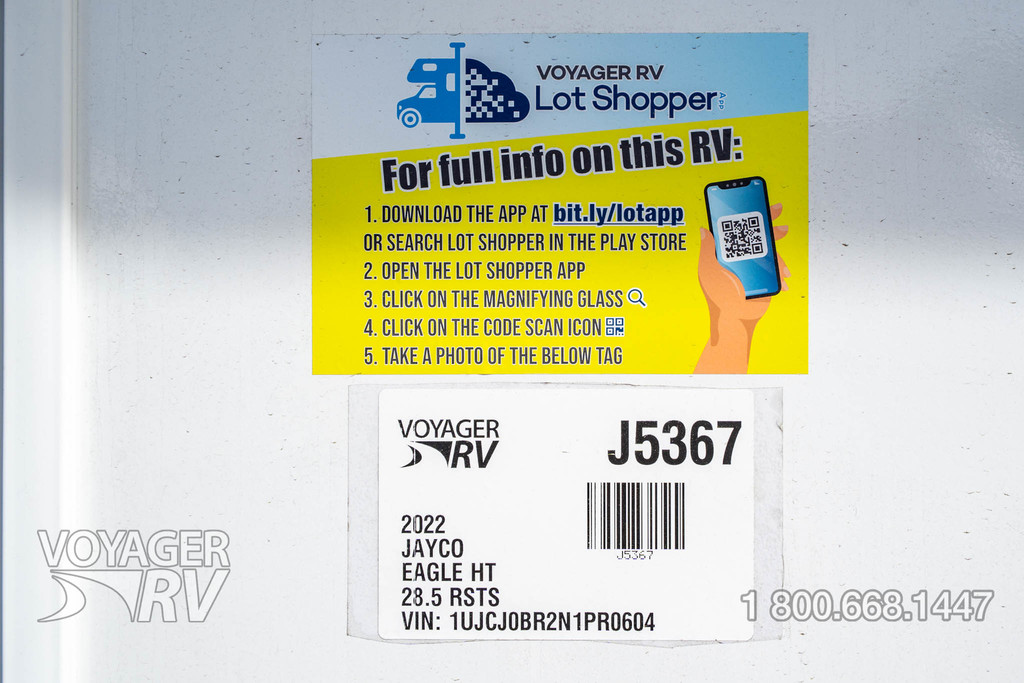 VOYAGER RV
Lot Shopper APP
For full info on this RV:
1. DOWNLOAD THE APP AT bit.ly/lotapp
OR SEARCH LOT SHOPPER IN THE PLAY STORE
2. OPEN THE LOT SHOPPER APP
3. CLICK ON THE MAGNIFYING GLASS
4. CLICK ON THE CODE SCAN ICON
5. TAKE A PHOTO OF THE BELOW TAG
VOYAGER
RV
J5367
J5367
2022
JAYCO
EAGLE HT
28.5 RSTS
VIN: 1UJCJ0BR2N1PR0604
VOYAGER
RV
1 800.668.1447